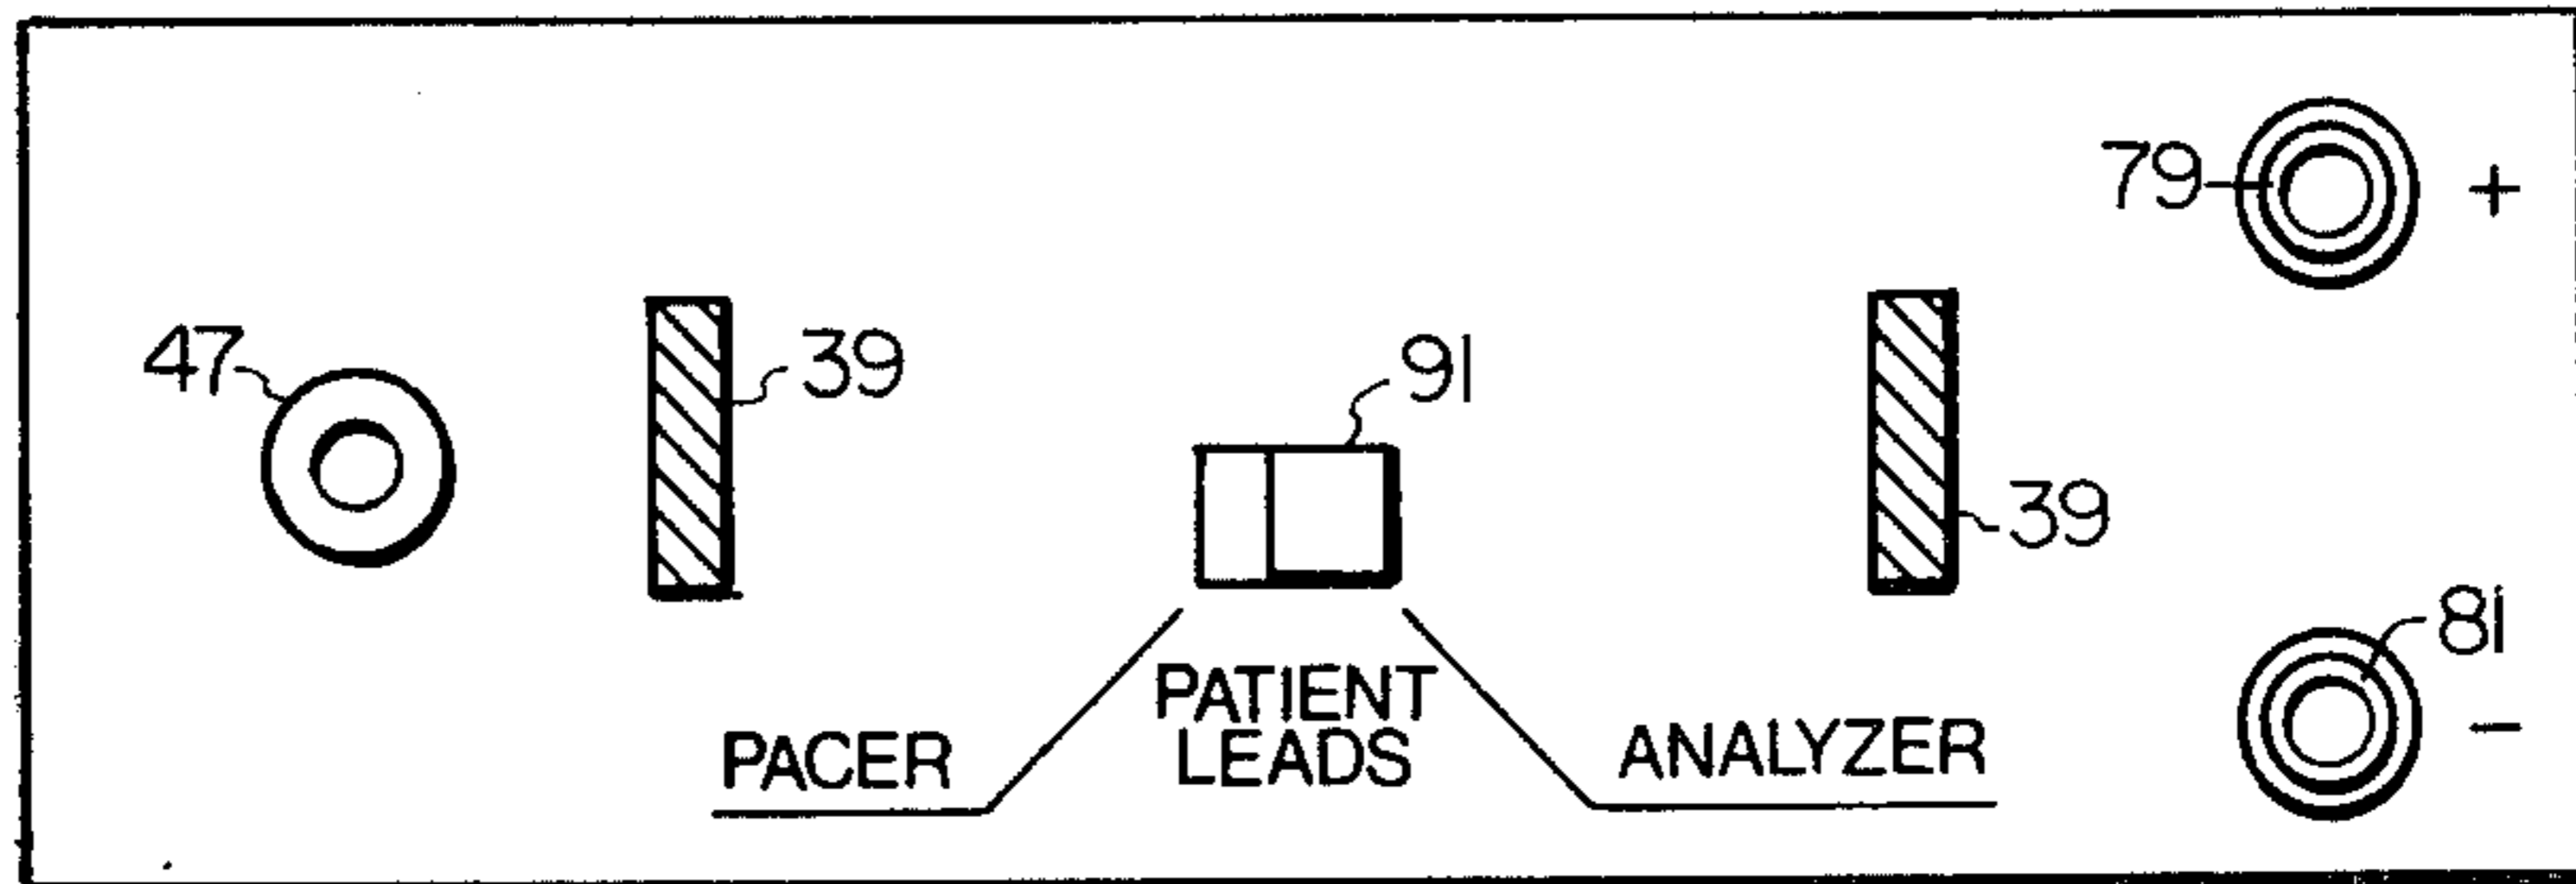 79 +
47
39
91
39
81 -
PATIENT
LEADS
PACER
ANALYZER